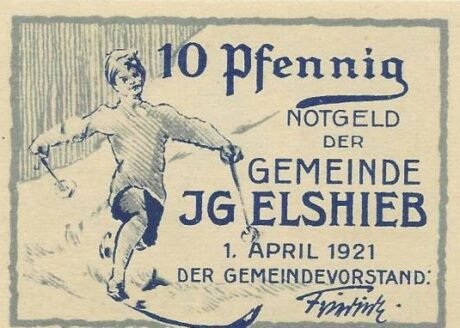 10 Pfennig
NOTGELD
DER
GEMEINDE
JGELSHIEB
1. APRIL 1921
DER GEMEINDEVORSTAND: